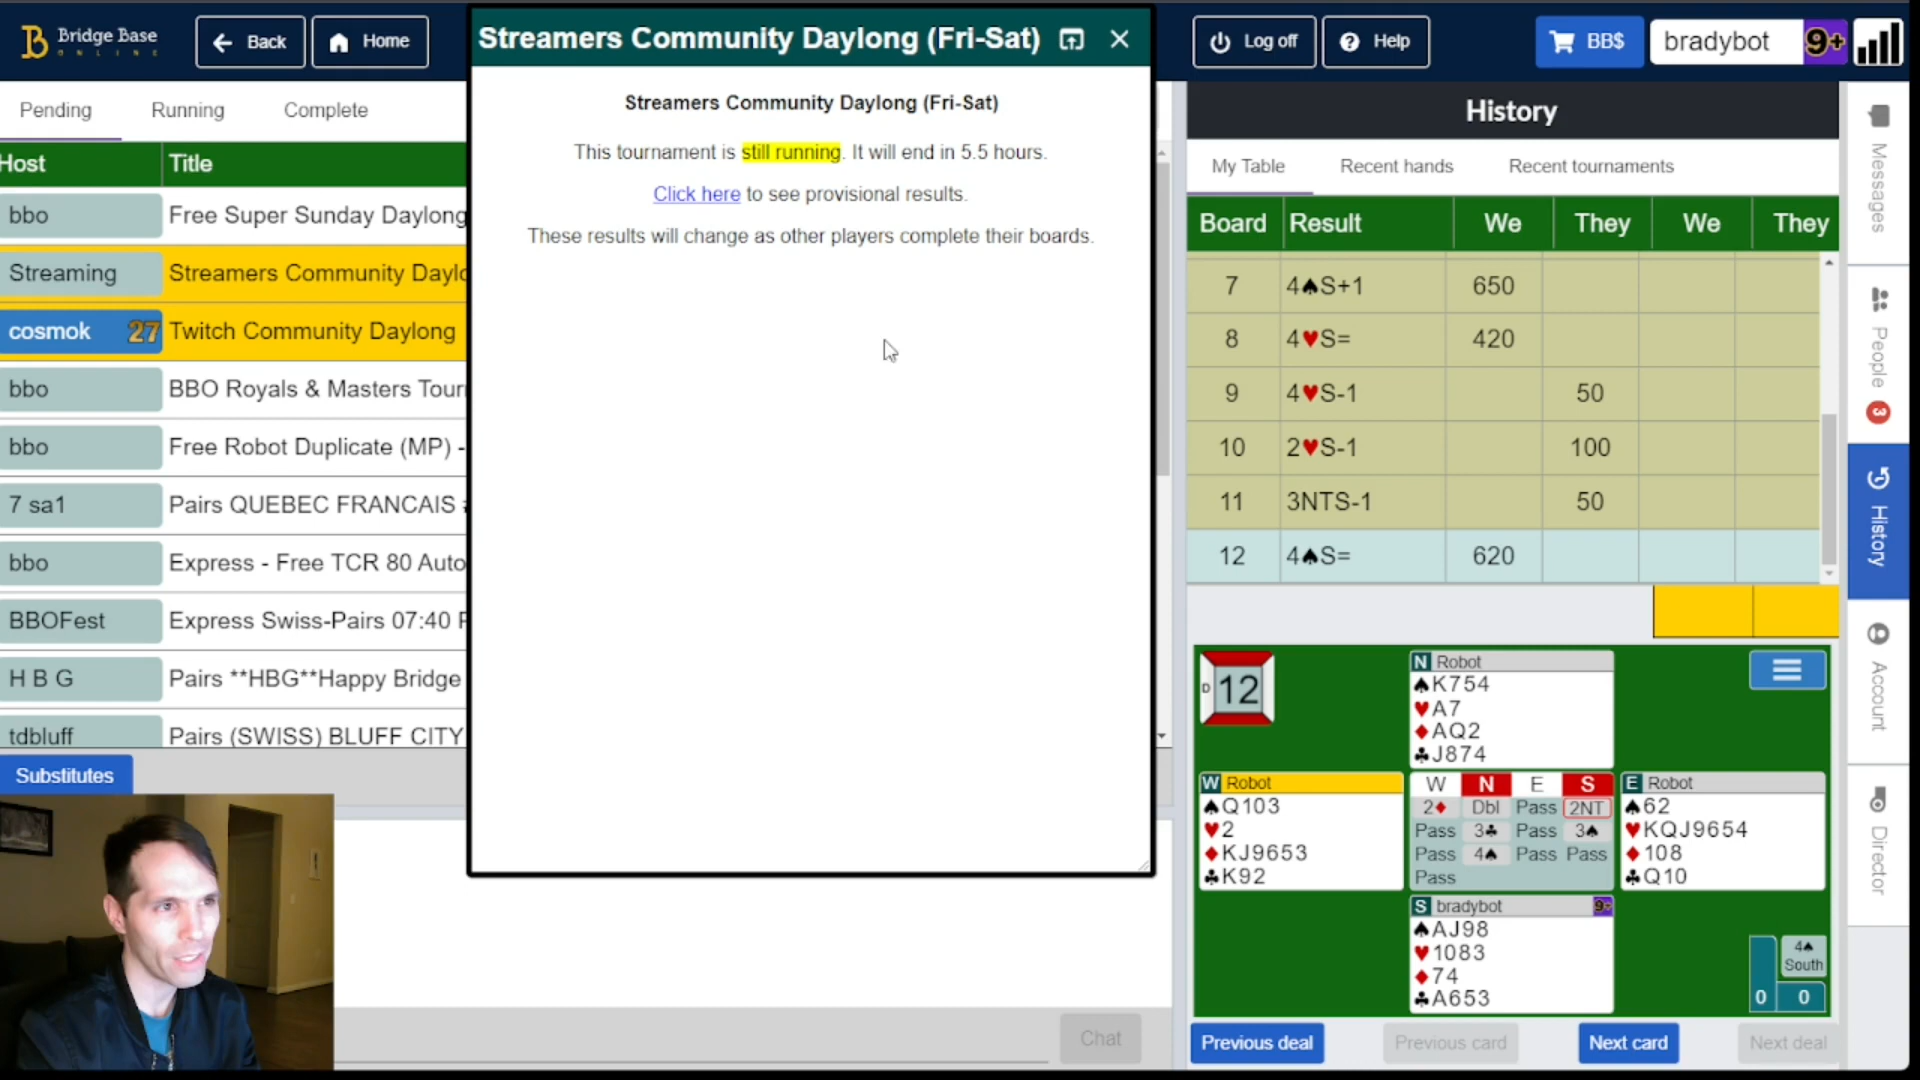 Bridge Base
ONLINE
Back
Home
Streamers Community Daylong (Fri-Sat)
Log off
Help
BB$
bradybot
9+
Pending
Running
Complete
Host
Title
bbo
Free Super Sunday Daylong
Streaming
Streamers Community Daylo
cosmok 27
Twitch Community Daylong
bbo
BBO Royals & Masters Tour
bbo
Free Robot Duplicate (MP) -
7 sa1
Pairs QUEBEC FRANCAIS
bbo
Express - Free TCR 80 Auto
BBOFest
Express Swiss-Pairs 07:40
H B G
Pairs **HBG**Happy Bridge
tdbluff
Pairs (SWISS) BLUFF CITY
Substitutes
Streamers Community Daylong (Fri-Sat)
This tournament is still running. It will end in 5.5 hours.
Click here to see provisional results.
These results will change as other players complete their boards.
Chat
History
My Table
Recent hands
Recent tournaments
Board Result We They We They
7 4♠S+1 650
8 4♥S= 420
9 4♥S-1 50
10 2♥S-1 100
11 3NTS-1 50
12 4♠S= 620
D 12
N Robot
♠K754
♥A7
♦AQ2
♣J874
W Robot
♠Q103
♥2
♦KJ9653
♣K92
W N E S
2♦ Dbl Pass 2NT
Pass 3♣ Pass 3♠
Pass 4♠ Pass Pass
Pass
E Robot
♠62
♥KQJ9654
♦108
♣Q10
S bradybot 9+
♠AJ98
♥1083
♦74
♣A653
4♠
South
0 0
Previous deal
Previous card
Next card
Next deal
Messages
People
3
History
Account
Director